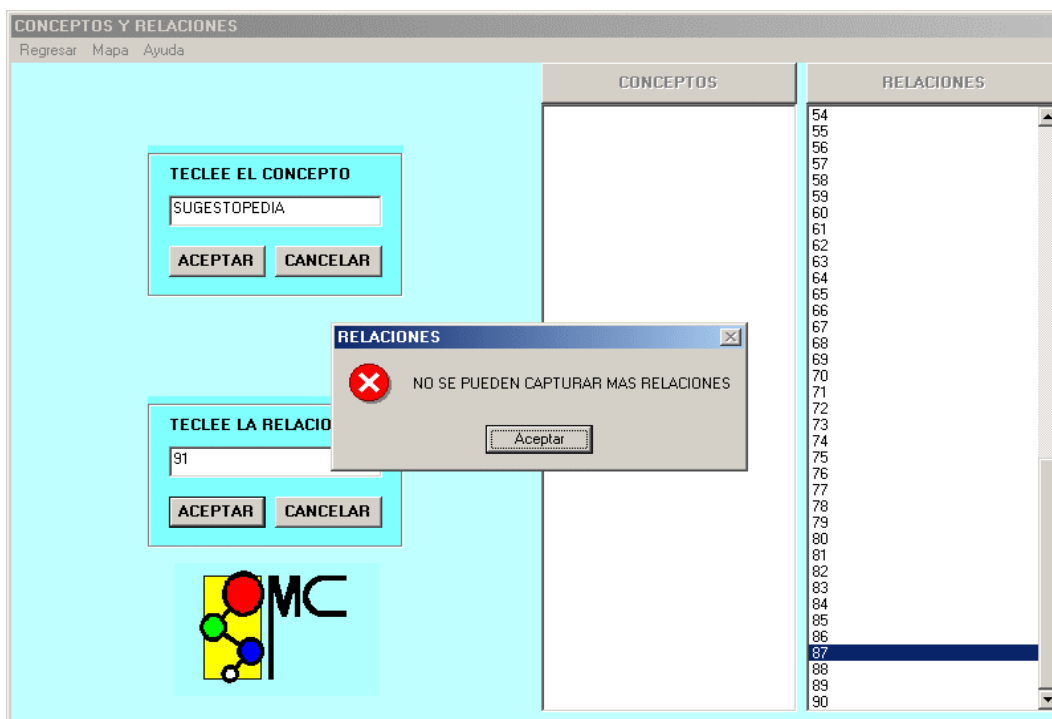 CONCEPTOS Y RELACIONES
Regresar Mapa Ayuda
CONCEPTOS
RELACIONES
TECLEE EL CONCEPTO
SUGESTOPEDIA
ACEPTAR CANCELAR
RELACIONES
NO SE PUEDEN CAPTURAR MAS RELACIONES
Aceptar
TECLEE LA RELACIO
91
ACEPTAR CANCELAR
MC
54
55
56
57
58
59
60
61
62
63
64
65
66
67
68
69
70
71
72
73
74
75
76
77
78
79
80
81
82
83
84
85
86
87
88
89
90